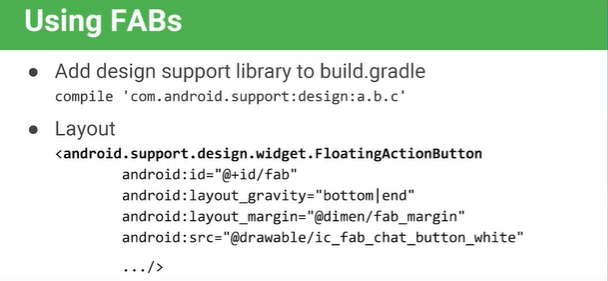 Using FABs
● Add design support library to build.gradle
compile 'com.android.support:design:a.b.c'
● Layout
<android.support.design.widget.FloatingActionButton
android:id="@+id/fab"
android:layout_gravity="bottom|end"
android:layout_margin="@dimen/fab_margin"
android:src="@drawable/ic_fab_chat_button_white"
.../>